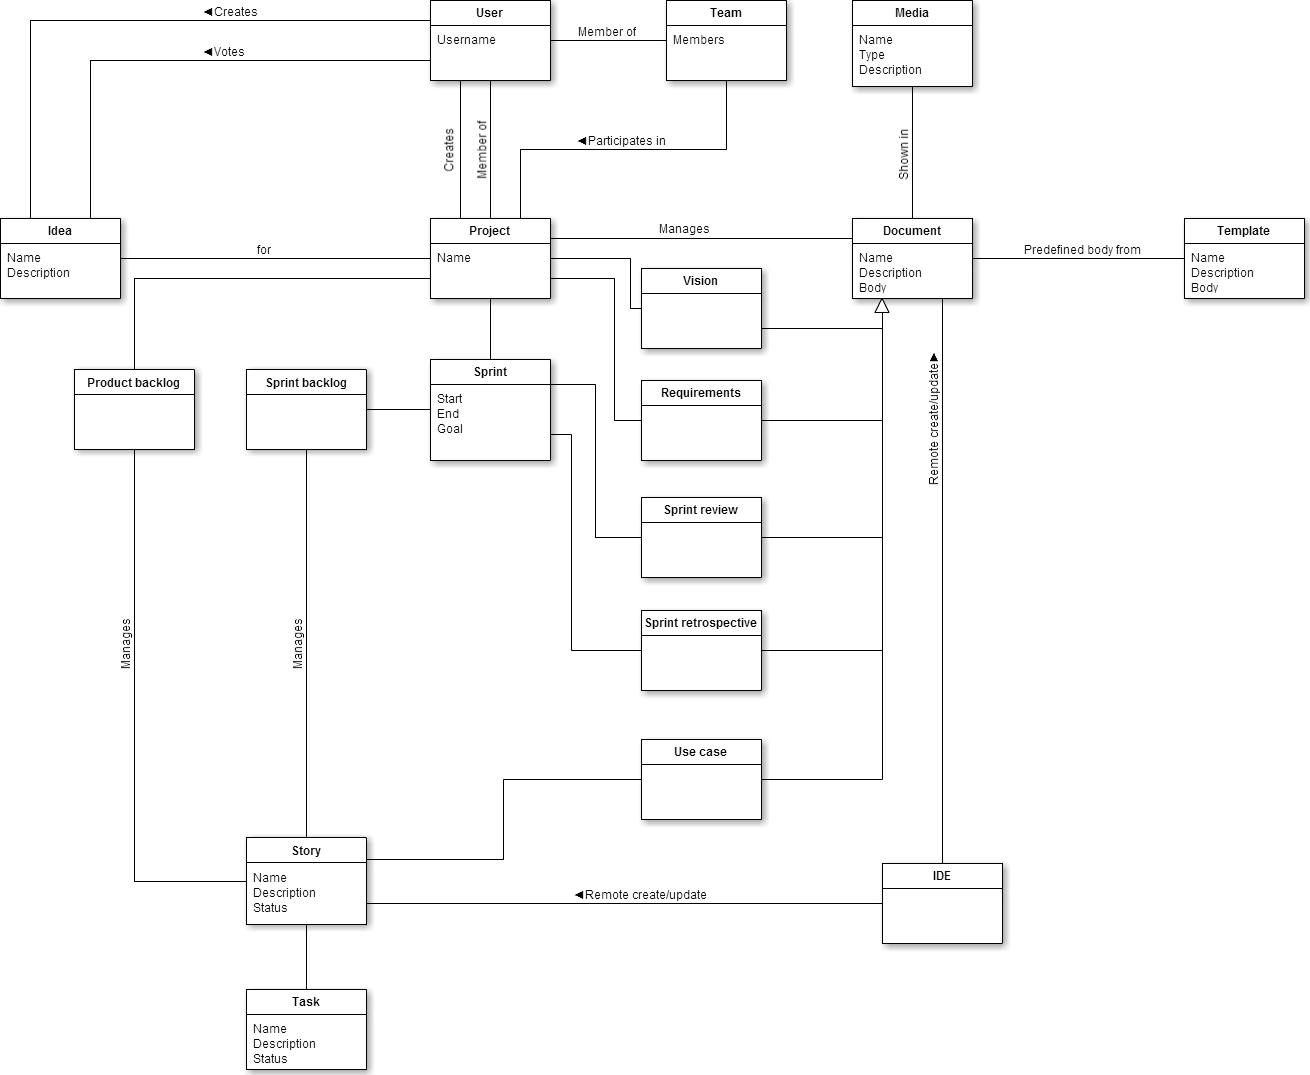 ◄Creates
User
Username
◄Votes
Member of
Team
Members
Media
Name
Type
Description
Creates
Member of
◄Participates in
Shown in
Idea
Name
Description
for
Project
Name
Manages
Document
Name
Description
Body
Predefined body from
Template
Name
Description
Body
Vision
Product backlog
Sprint backlog
Sprint
Start
End
Goal
Requirements
Remote create/update►
Sprint review
Manages
Manages
Sprint retrospective
Use case
Story
Name
Description
Status
◄Remote create/update
IDE
Task
Name
Description
Status